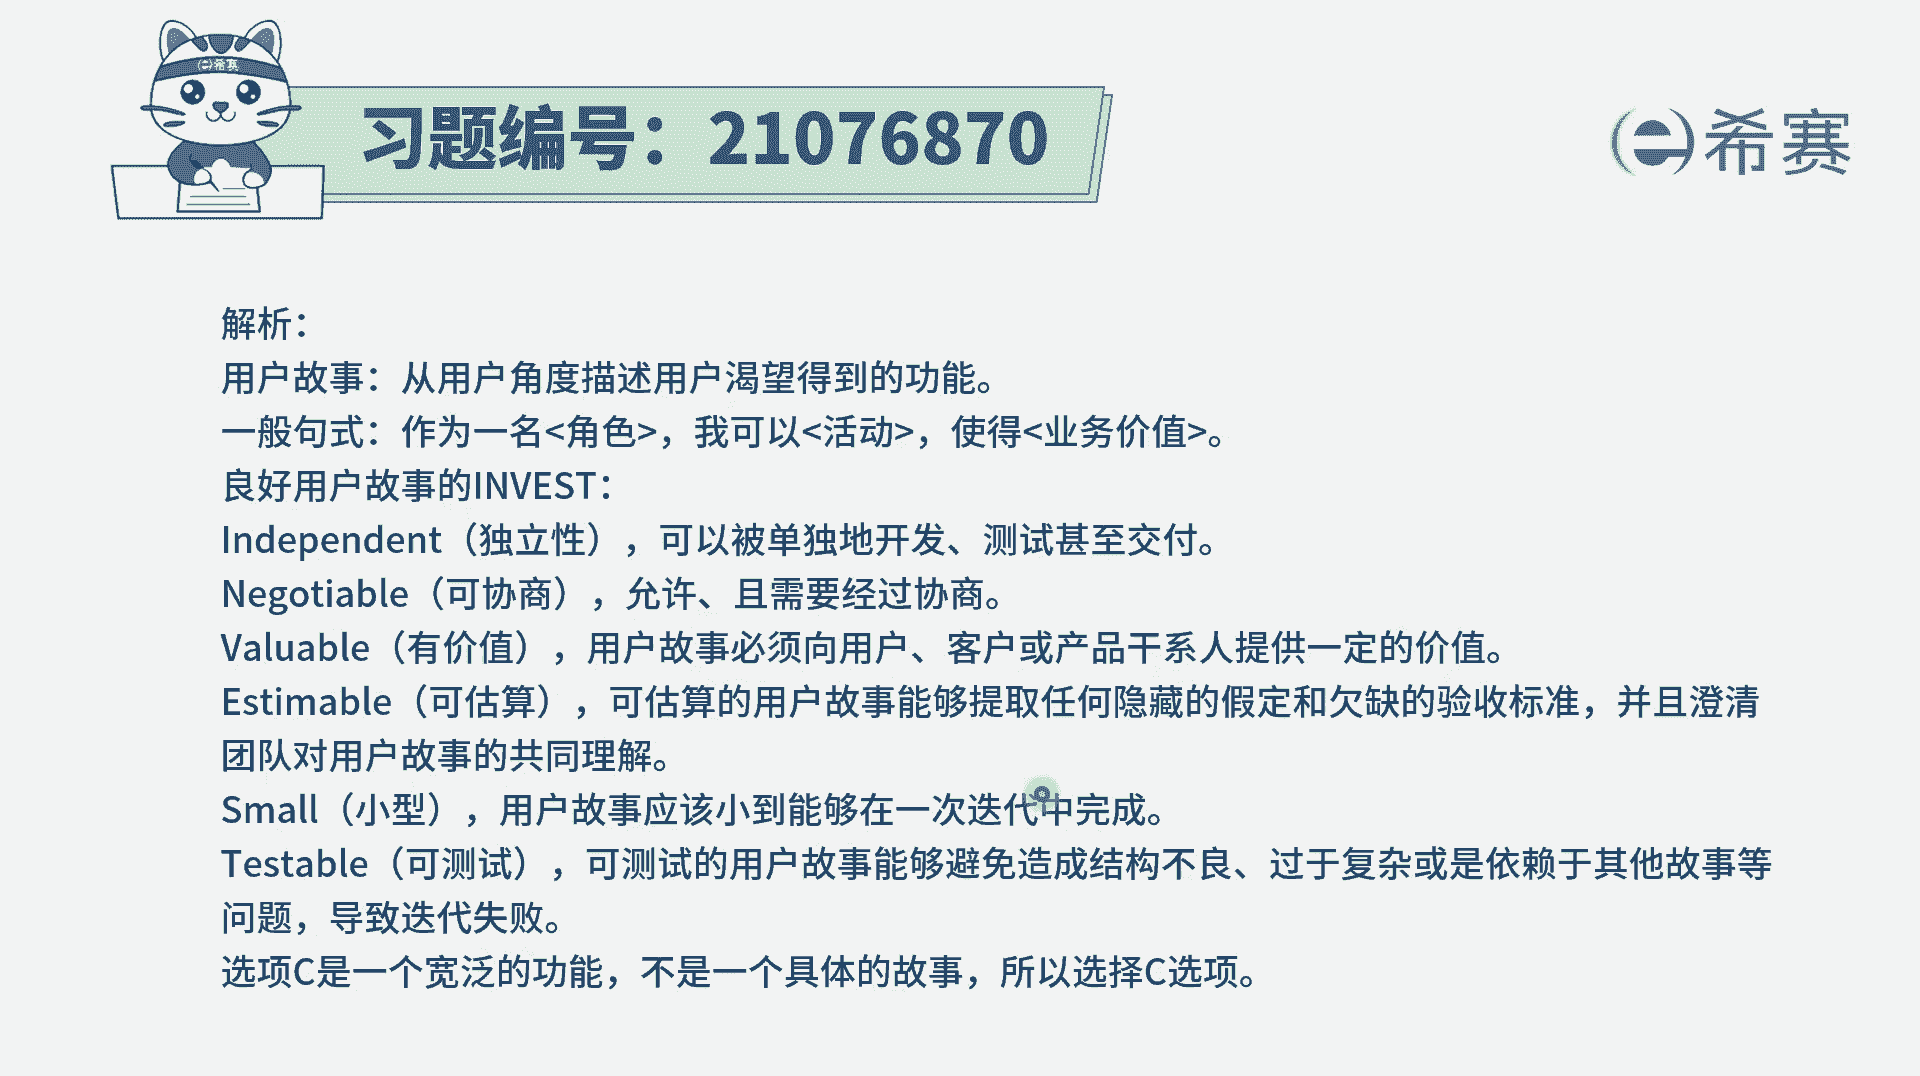 希赛
习题编号：21076870
希赛
解析：
用户故事：从用户角度描述用户渴望得到的功能。
一般句式：作为一名<角色>，我可以<活动>，使得<业务价值>。
良好用户故事的INVEST：
Independent（独立性），可以被单独地开发、测试甚至交付。
Negotiable（可协商），允许、且需要经过协商。
Valuable（有价值），用户故事必须向用户、客户或产品干系人提供一定的价值。
Estimable（可估算），可估算的用户故事能够提取任何隐藏的假定和欠缺的验收标准，并且澄清
团队对用户故事的共同理解。
Small（小型），用户故事应该小到能够在一次迭代中完成。
Testable（可测试），可测试的用户故事能够避免造成结构不良、过于复杂或是依赖于其他故事等
问题，导致迭代失败。
选项C是一个宽泛的功能，不是一个具体的故事，所以选择C选项。